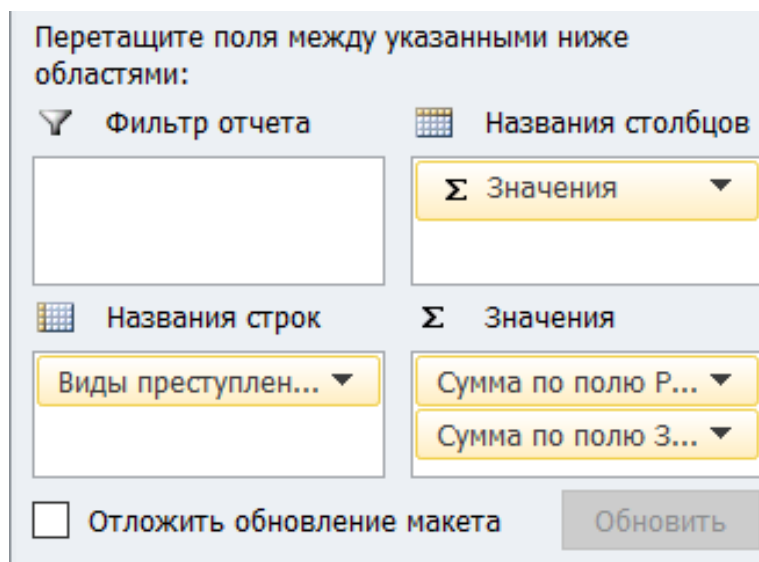 Перетащите поля между указанными ниже
областями:
Фильтр отчета
Названия столбцов
Σ Значения
Названия строк
Σ Значения
Виды преступлен...
Сумма по полю Р...
Сумма по полю З...
Отложить обновление макета
Обновить